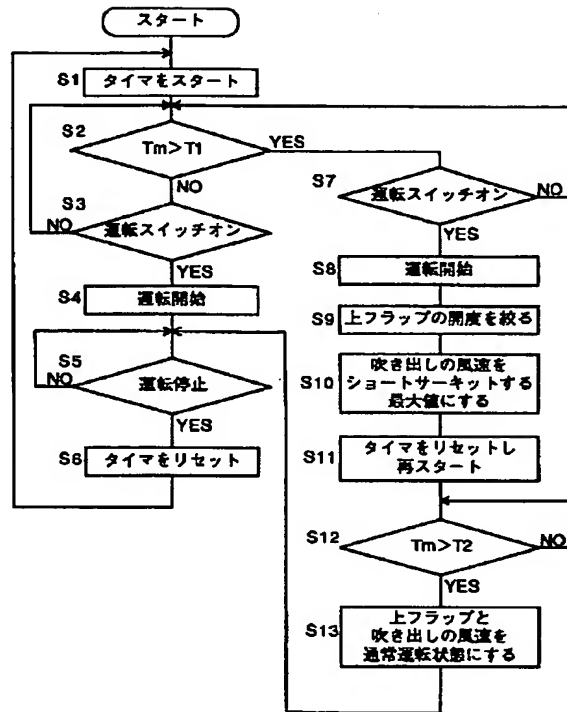 スタート
S1
タイマをスタート
S2
Tm>T1
YES
NO
S3
運転スイッチオン
NO
YES
S4
運転開始
S5
運転停止
NO
YES
S6
タイマをリセット
S7
運転スイッチオン
NO
YES
S8
運転開始
S9
上フラップの開度を絞る
S10
吹き出しの風速を
ショートサーキットする
最大値にする
S11
タイマをリセットし
再スタート
S12
Tm>T2
NO
YES
S13
上フラップと
吹き出しの風速を
通常運転状態にする